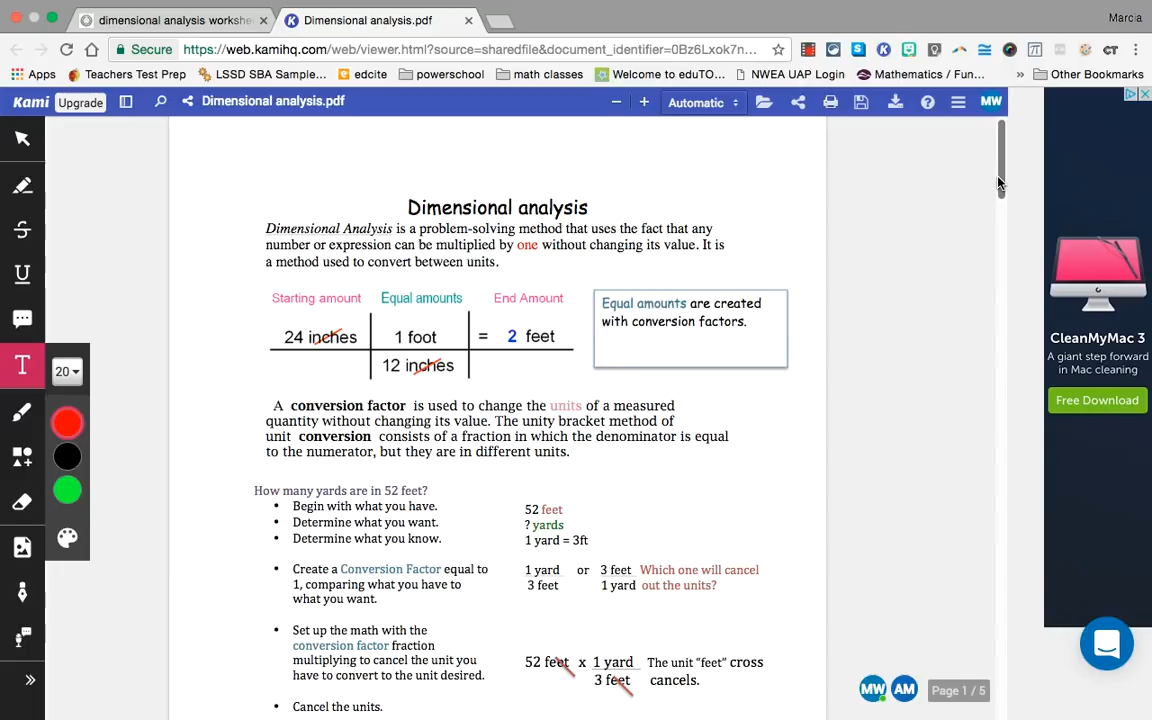 dimensional analysis workshe
Dimensional analysis.pdf
Marcia
Secure
https://web.kamihq.com/web/viewer.html?source=sharedfile&document_identifier=0Bz6Lxok7n...
Apps
Teachers Test Prep
LSSD SBA Sample...
edcite
powerschool
math classes
Welcome to eduTO...
NWEA UAP Login
Mathematics / Fun...
Other Bookmarks
Kami
Upgrade
Dimensional analysis.pdf
Automatic
MW
Dimensional analysis
Dimensional Analysis is a problem-solving method that uses the fact that any
number or expression can be multiplied by one without changing its value. It is
a method used to convert between units.
Starting amount Equal amounts End Amount
24 inches 1 foot = 2 feet
12 inches
Equal amounts are created
with conversion factors.
A conversion factor is used to change the units of a measured
quantity without changing its value. The unity bracket method of
unit conversion consists of a fraction in which the denominator is equal
to the numerator, but they are in different units.
How many yards are in 52 feet?
• Begin with what you have. 52 feet
• Determine what you want. ? yards
• Determine what you know. 1 yard = 3ft
• Create a Conversion Factor equal to
1, comparing what you have to
what you want.
1 yard or 3 feet Which one will cancel
3 feet 1 yard out the units?
• Set up the math with the
conversion factor fraction
multiplying to cancel the unit you
have to convert to the unit desired.
52 feet x 1 yard The unit "feet" cross
3 feet cancels.
• Cancel the units.
T
20
CleanMyMac 3
A giant step forward
in Mac cleaning
Free Download
MW
AM
Page 1 / 5